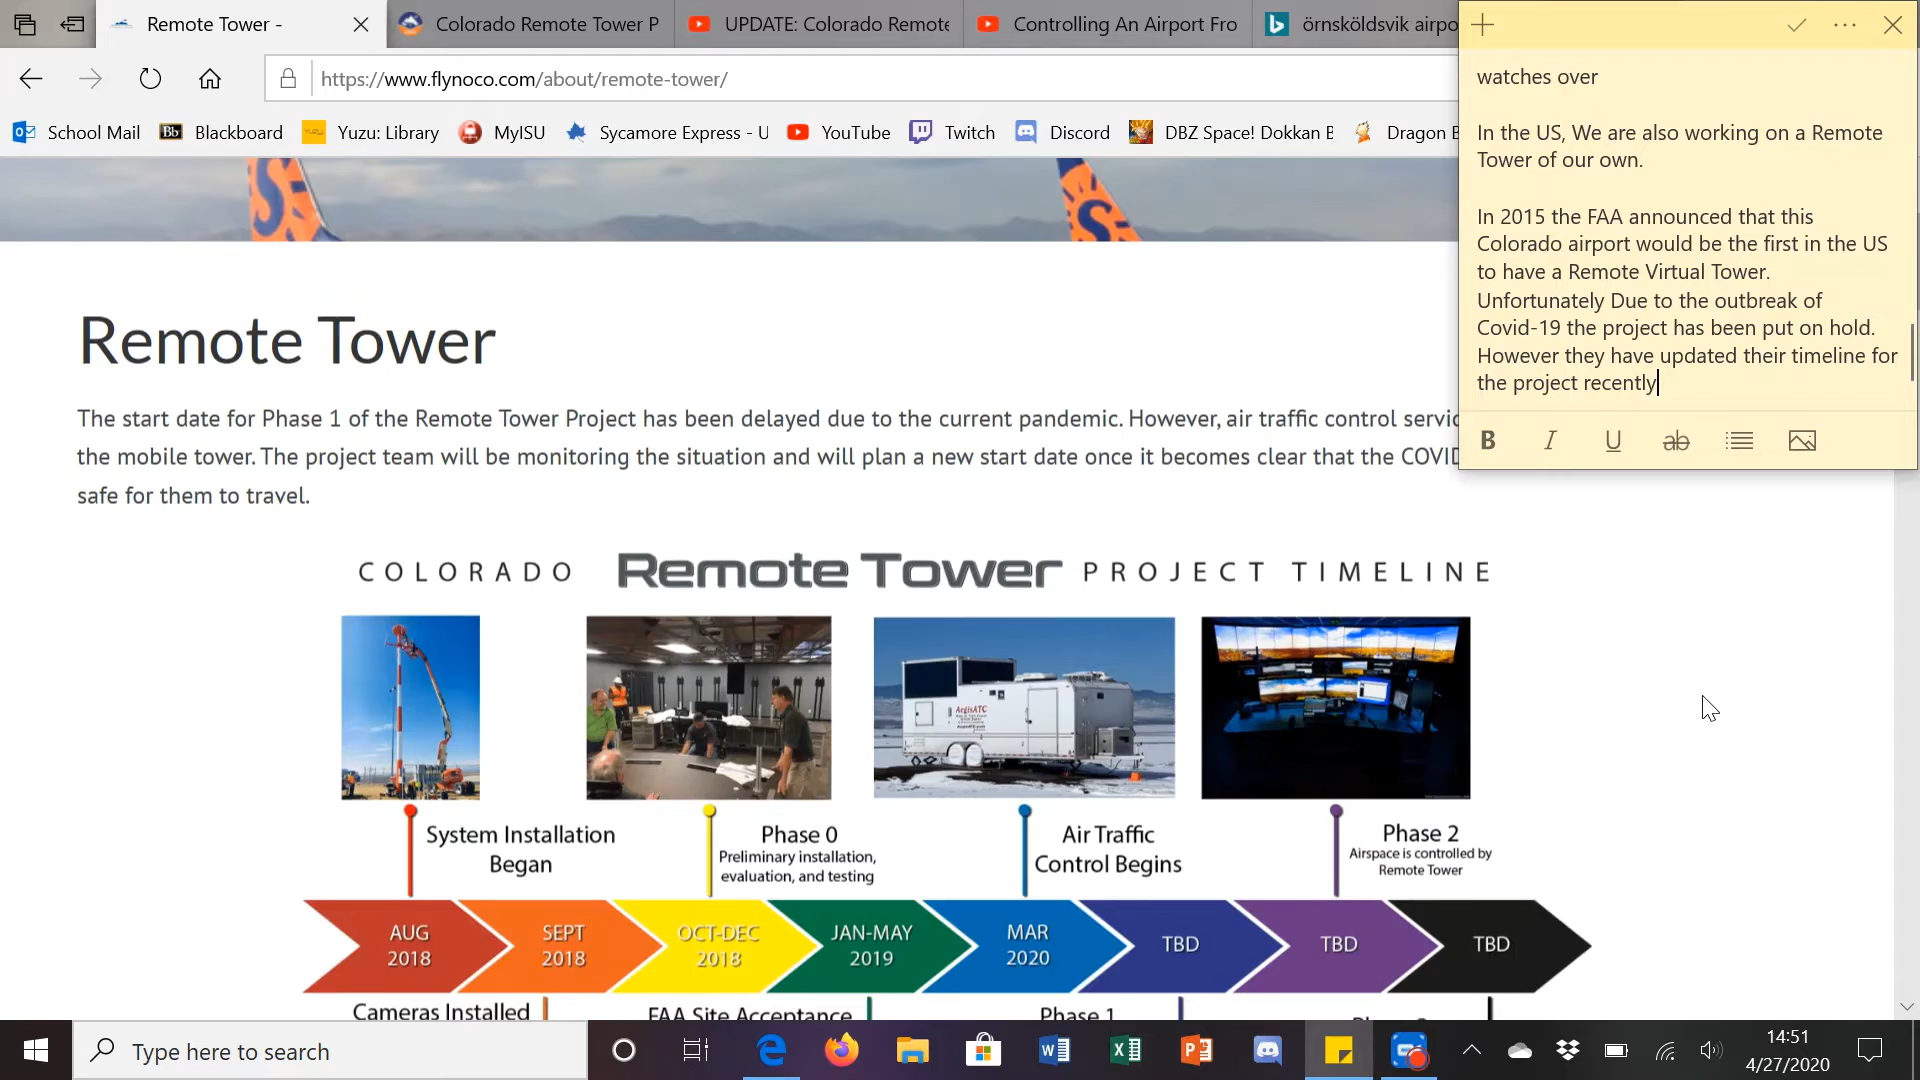 Remote Tower -
Colorado Remote Tower P
UPDATE: Colorado Remote
Controlling An Airport Fro
örnsköldsvik airpo
https://www.flynoco.com/about/remote-tower/
School Mail
Bb
Blackboard
YUZU
Yuzu: Library
MyISU
Sycamore Express - U
YouTube
Twitch
Discord
DBZ Space! Dokkan B
Dragon B
watches over
In the US, We are also working on a Remote
Tower of our own.
In 2015 the FAA announced that this
Colorado airport would be the first in the US
to have a Remote Virtual Tower.
Unfortunately Due to the outbreak of
Covid-19 the project has been put on hold.
However they have updated their timeline for
the project recently
B I U ab
Remote Tower
The start date for Phase 1 of the Remote Tower Project has been delayed due to the current pandemic. However, air traffic control servic
the mobile tower. The project team will be monitoring the situation and will plan a new start date once it becomes clear that the COVID
safe for them to travel.
COLORADO Remote Tower PROJECT TIMELINE
AegisATC
System Installation
Began
Phase 0
Preliminary installation,
evaluation, and testing
Air Traffic
Control Begins
Phase 2
Airspace is controlled by
Remote Tower
AUG
2018
SEPT
2018
OCT-DEC
2018
JAN-MAY
2019
MAR
2020
TBD
TBD
TBD
Cameras Installed
FAA Site Acceptance
Phase 1
Type here to search
14:51
4/27/2020